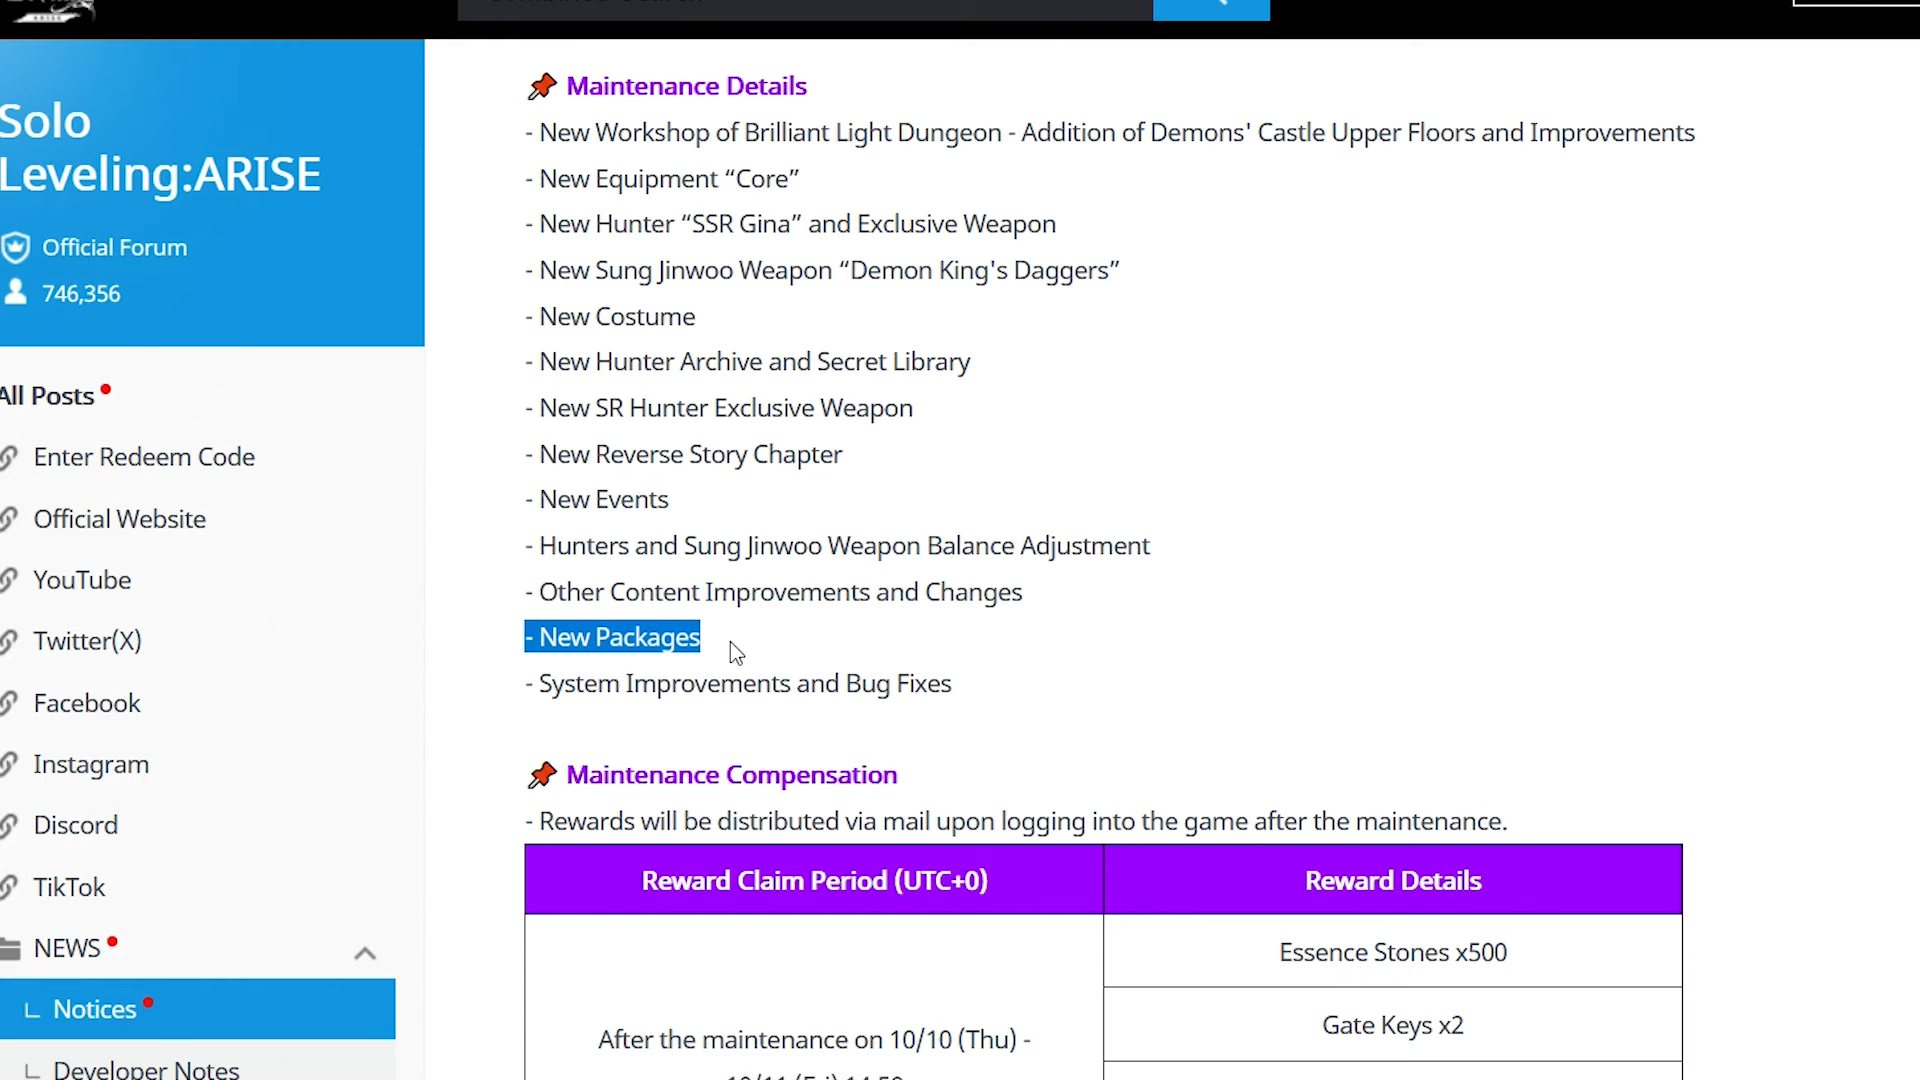 Solo
Leveling:ARISE
Official Forum
746,356
All Posts
Enter Redeem Code
Official Website
YouTube
Twitter(X)
Facebook
Instagram
Discord
TikTok
NEWS
Notices
Developer Notes
Maintenance Details
- New Workshop of Brilliant Light Dungeon - Addition of Demons' Castle Upper Floors and Improvements
- New Equipment “Core”
- New Hunter “SSR Gina” and Exclusive Weapon
- New Sung Jinwoo Weapon “Demon King's Daggers”
- New Costume
- New Hunter Archive and Secret Library
- New SR Hunter Exclusive Weapon
- New Reverse Story Chapter
- New Events
- Hunters and Sung Jinwoo Weapon Balance Adjustment
- Other Content Improvements and Changes
- New Packages
- System Improvements and Bug Fixes
Maintenance Compensation
- Rewards will be distributed via mail upon logging into the game after the maintenance.
Reward Claim Period (UTC+0)
Reward Details
Essence Stones x500
Gate Keys x2
After the maintenance on 10/10 (Thu) -